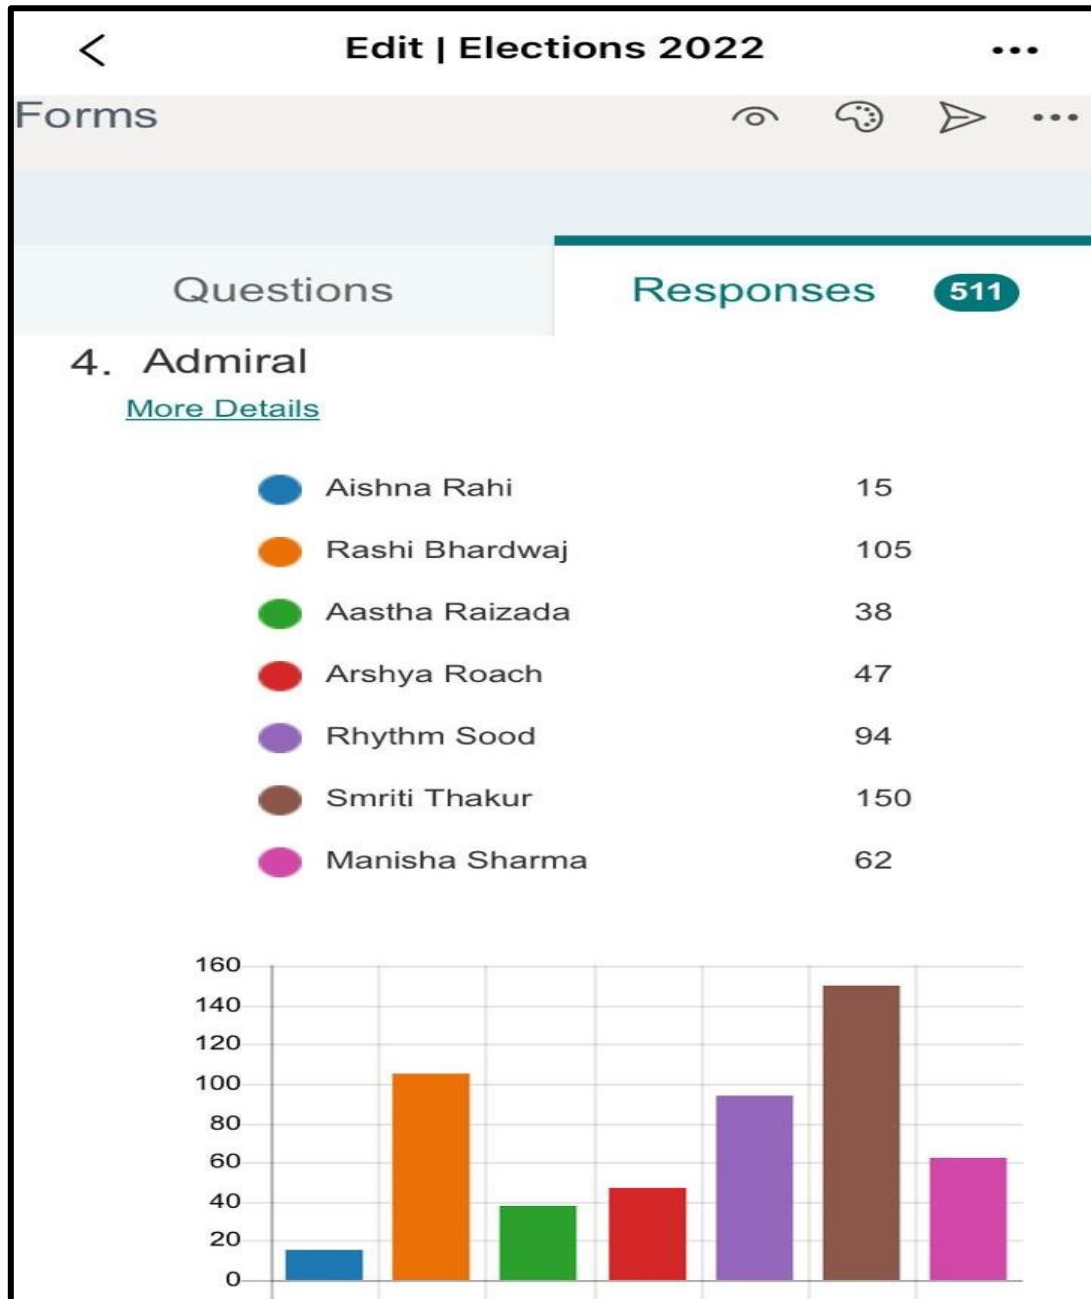 Edit | Elections 2022
Forms
Questions
Responses 511
4. Admiral
More Details
Aishna Rahi 15
Rashi Bhardwaj 105
Aastha Raizada 38
Arshya Roach 47
Rhythm Sood 94
Smriti Thakur 150
Manisha Sharma 62
160
140
120
100
80
60
40
20
0